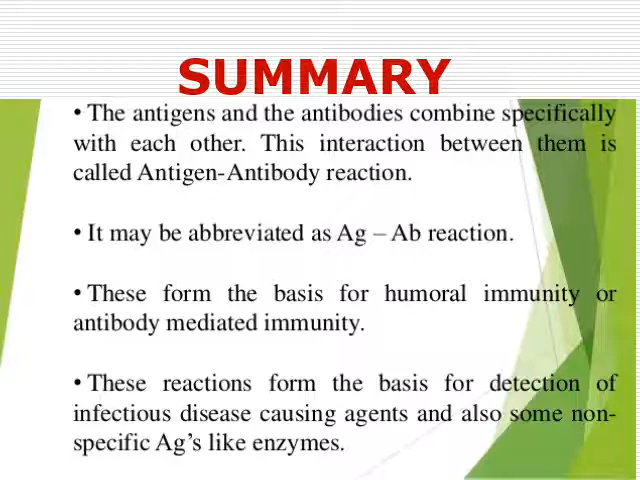 SUMMARY
• The antigens and the antibodies combine specifically
with each other. This interaction between them is
called Antigen-Antibody reaction.
• It may be abbreviated as Ag – Ab reaction.
• These form the basis for humoral immunity or
antibody mediated immunity.
• These reactions form the basis for detection of
infectious disease causing agents and also some non-
specific Ag’s like enzymes.